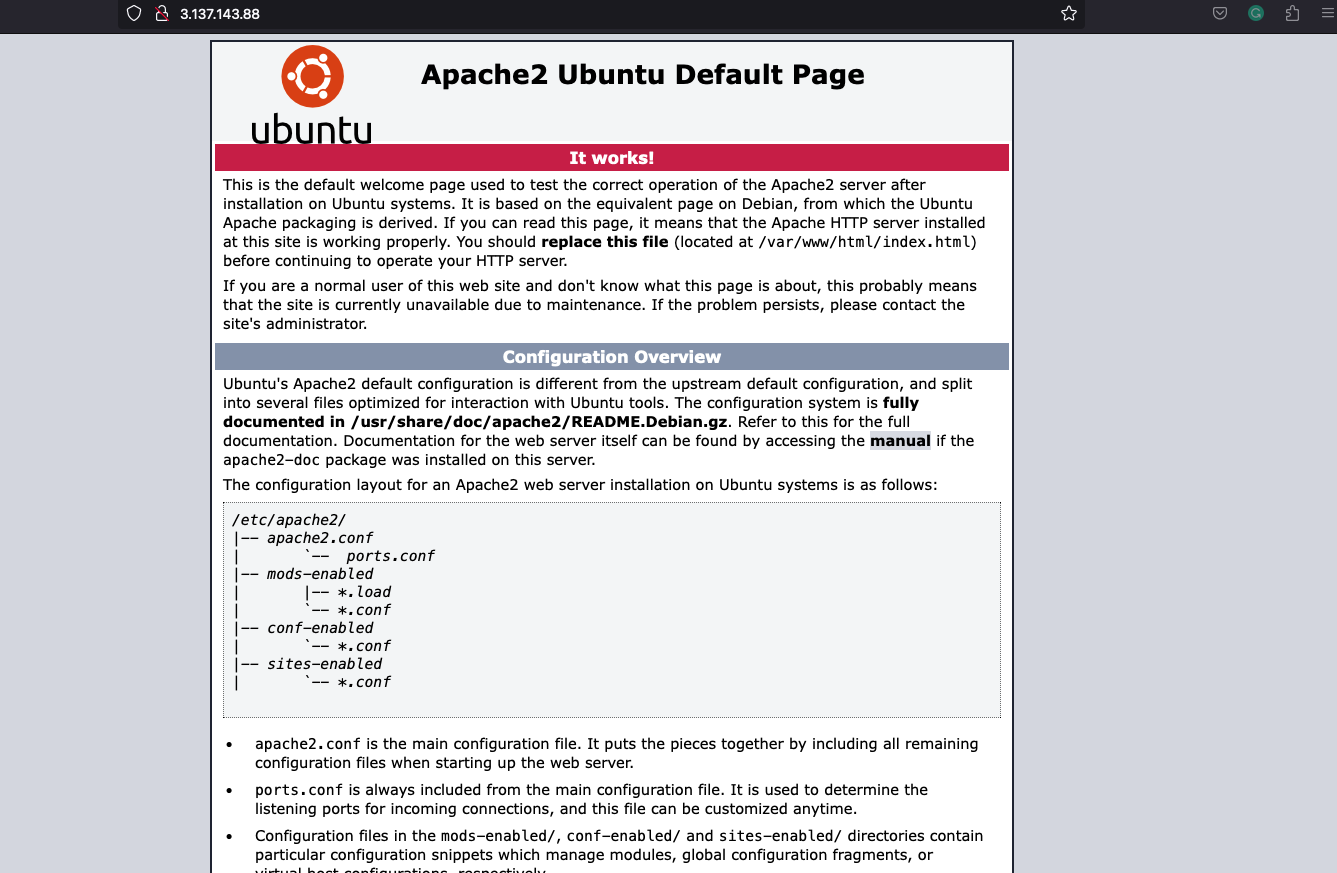 3.137.143.88
ubuntu
Apache2 Ubuntu Default Page
It works!
This is the default welcome page used to test the correct operation of the Apache2 server after
installation on Ubuntu systems. It is based on the equivalent page on Debian, from which the Ubuntu
Apache packaging is derived. If you can read this page, it means that the Apache HTTP server installed
at this site is working properly. You should replace this file (located at /var/www/html/index.html)
before continuing to operate your HTTP server.
If you are a normal user of this web site and don't know what this page is about, this probably means
that the site is currently unavailable due to maintenance. If the problem persists, please contact the
site's administrator.
Configuration Overview
Ubuntu's Apache2 default configuration is different from the upstream default configuration, and split
into several files optimized for interaction with Ubuntu tools. The configuration system is fully
documented in /usr/share/doc/apache2/README.Debian.gz. Refer to this for the full
documentation. Documentation for the web server itself can be found by accessing the manual if the
apache2-doc package was installed on this server.
The configuration layout for an Apache2 web server installation on Ubuntu systems is as follows:
/etc/apache2/
|-- apache2.conf
|       `--  ports.conf
|-- mods-enabled
|       |-- *.load
|       `-- *.conf
|-- conf-enabled
|       `-- *.conf
|-- sites-enabled
|       `-- *.conf
• apache2.conf is the main configuration file. It puts the pieces together by including all remaining
configuration files when starting up the web server.
• ports.conf is always included from the main configuration file. It is used to determine the
listening ports for incoming connections, and this file can be customized anytime.
• Configuration files in the mods-enabled/, conf-enabled/ and sites-enabled/ directories contain
particular configuration snippets which manage modules, global configuration fragments, or
virtual host configurations, respectively.